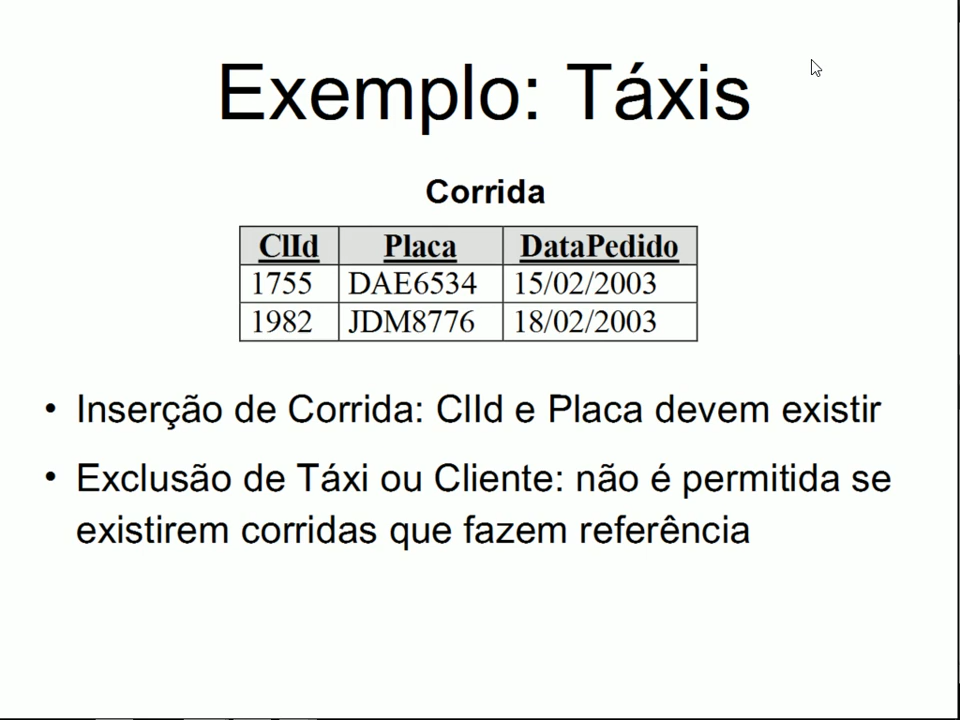 Exemplo: Táxis
Corrida
ClId Placa DataPedido
1755 DAE6534 15/02/2003
1982 JDM8776 18/02/2003
• Inserção de Corrida: ClId e Placa devem existir
• Exclusão de Táxi ou Cliente: não é permitida se
existirem corridas que fazem referência